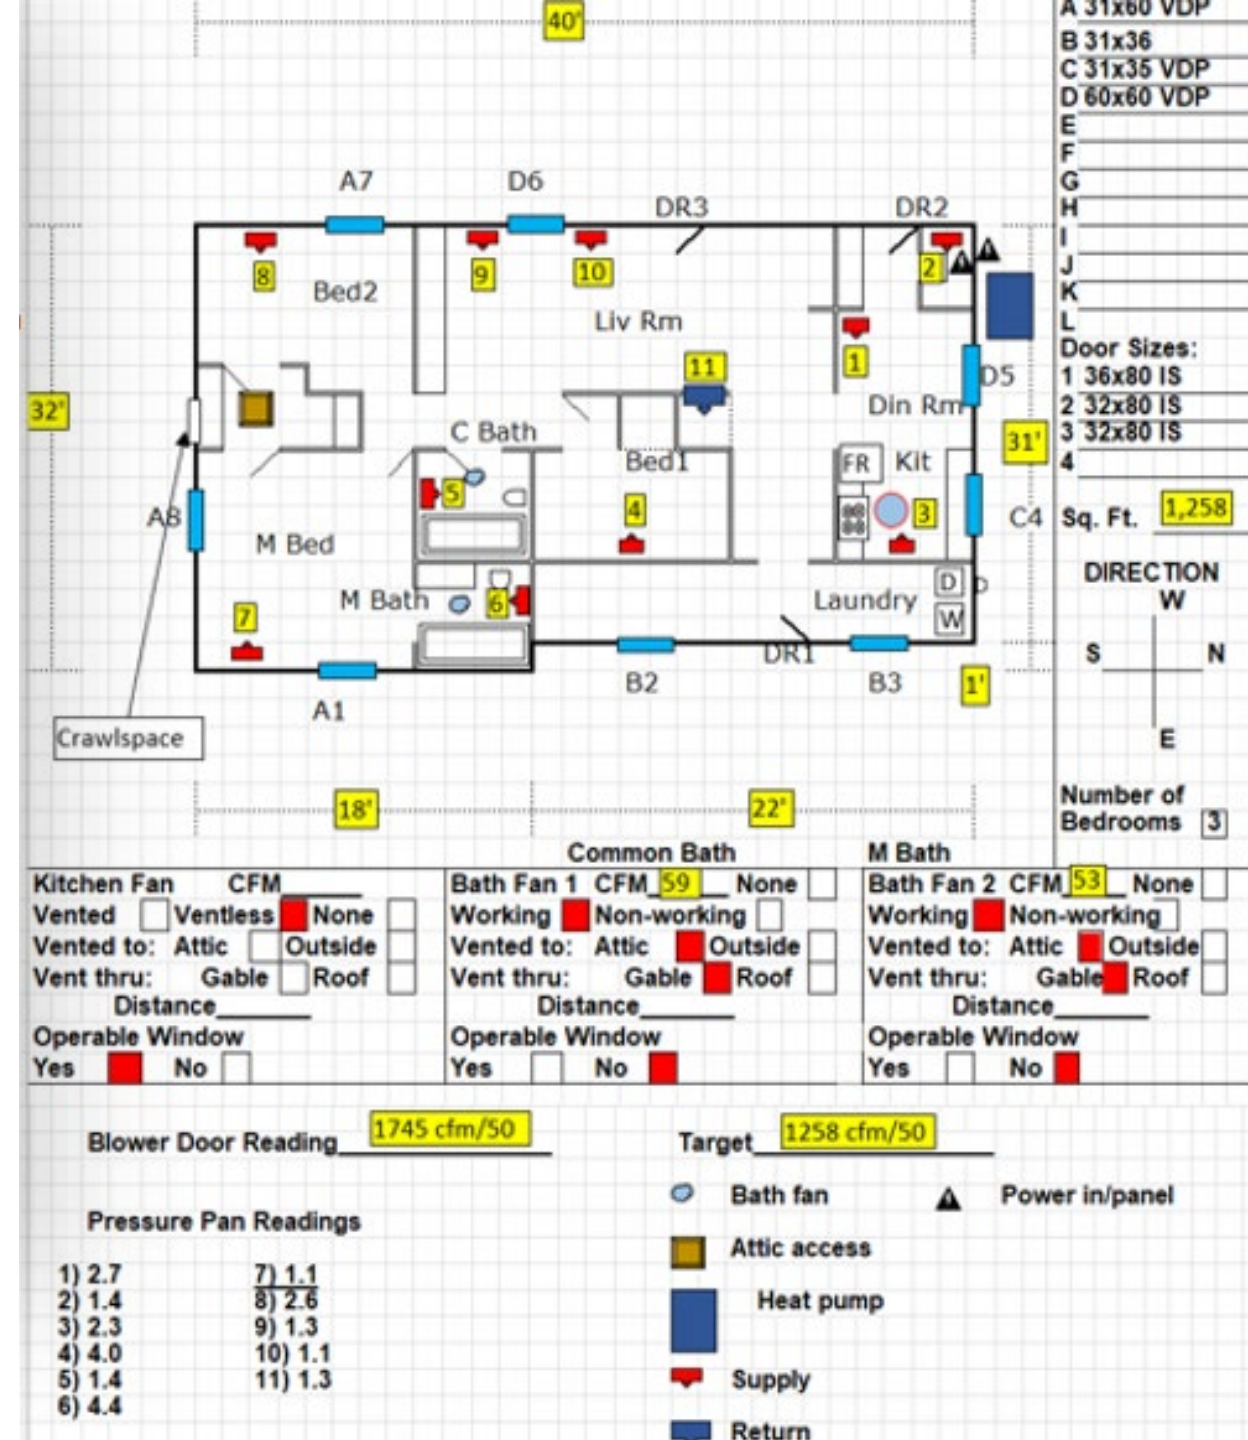 40'
A 31x60 VDP
B 31x36
C 31x35 VDP
D 60x60 VDP
E
F
G
H
I
J
K
L
Door Sizes:
1 36x80 IS
2 32x80 IS
3 32x80 IS
4
Sq. Ft. 1,258
DIRECTION
W
S N
E
Number of
Bedrooms 3
A7 D6 DR3 DR2
8 9 10 2
Bed2
Liv Rm
11 1
D5
32' Din Rm
C Bath 31'
Bed1 FR Kit
5 4 3
A8 C4
M Bed
D
M Bath 6 Laundry
7 W
DR1
B2 B3 1'
A1
Crawlspace
18' 22'
Common Bath M Bath
Kitchen Fan CFM
Vented Ventless None
Vented to: Attic Outside
Vent thru: Gable Roof
Distance
Operable Window
Yes No
Bath Fan 1 CFM 59 None
Working Non-working
Vented to: Attic Outside
Vent thru: Gable Roof
Distance
Operable Window
Yes No
Bath Fan 2 CFM 53 None
Working Non-working
Vented to: Attic Outside
Vent thru: Gable Roof
Distance
Operable Window
Yes No
Blower Door Reading 1745 cfm/50 Target 1258 cfm/50
Pressure Pan Readings
1) 2.7
2) 1.4
3) 2.3
4) 4.0
5) 1.4
6) 4.4
7) 1.1
8) 2.6
9) 1.3
10) 1.1
11) 1.3
Bath fan Power in/panel
Attic access
Heat pump
Supply
Return